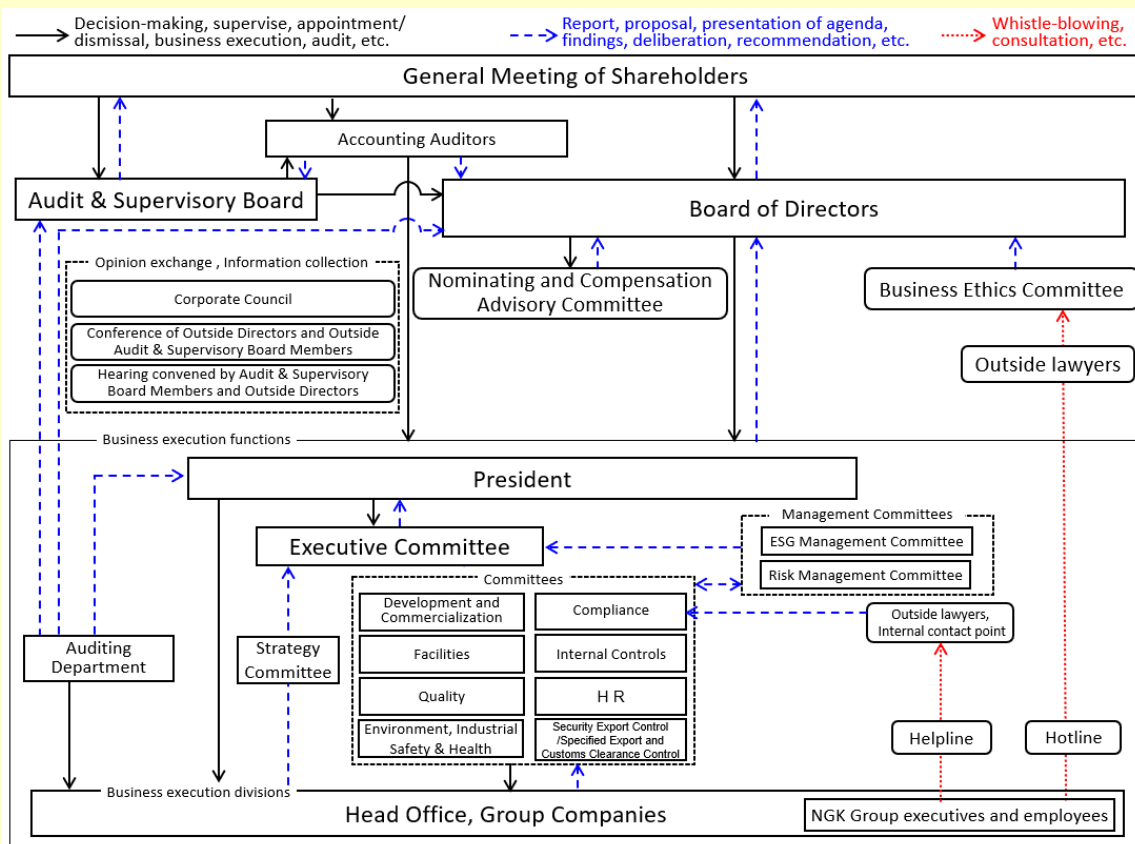 Decision-making, supervise, appointment/
dismissal, business execution, audit, etc.
Report, proposal, presentation of agenda,
findings, deliberation, recommendation, etc.
Whistle-blowing,
consultation, etc.
General Meeting of Shareholders
Accounting Auditors
Audit & Supervisory Board
Board of Directors
Opinion exchange , Information collection
Corporate Council
Conference of Outside Directors and Outside
Audit & Supervisory Board Members
Hearing convened by Audit & Supervisory
Board Members and Outside Directors
Nominating and Compensation
Advisory Committee
Business Ethics Committee
Outside lawyers
Business execution functions
President
Executive Committee
Management Committees
ESG Management Committee
Risk Management Committee
Committees
Development and
Commercialization
Compliance
Facilities
Internal Controls
Quality
H R
Environment, Industrial
Safety & Health
Security Export Control
/Specified Export and
Customs Clearance Control
Outside lawyers,
Internal contact point
Auditing
Department
Strategy
Committee
Helpline
Hotline
Business execution divisions
Head Office, Group Companies
NGK Group executives and employees